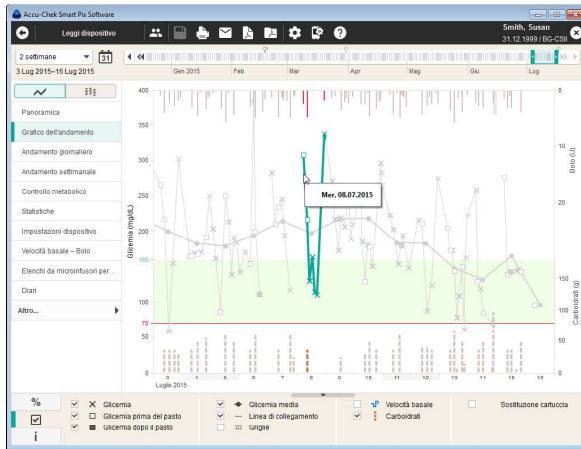 Accu-Chek Smart Pix Software
Leggi dispositivo
Smith, Susan
31.12.1999 / BG-CSII
2 settimane
31
3 Lug 2015–16 Lug 2015
Gen 2015 Feb Mar Apr Mag Giu Lug
Panoramica
Grafico dell'andamento
Andamento giornaliero
Andamento settimanale
Controllo metabolico
Statistiche
Impostazioni dispositivo
Velocità basale – Bolo
Elenchi da microinfusori per...
Diari
Altro...
Glicemia (mg/dL)
400
350
300
250
200
160
100
70
50
0
Mer, 08.07.2015
0
10
20
Bolo (U)
150
100
50
0
Carboidrati (g)
3 4 5 6 7 8 9 10 11 12 13 14 15 16
Luglio 2015
%
i
Glicemia
Glicemia prima del pasto
Glicemia dopo il pasto
Glicemia media
Linea di collegamento
Griglie
Velocità basale
Carboidrati
Sostituzione cartuccia